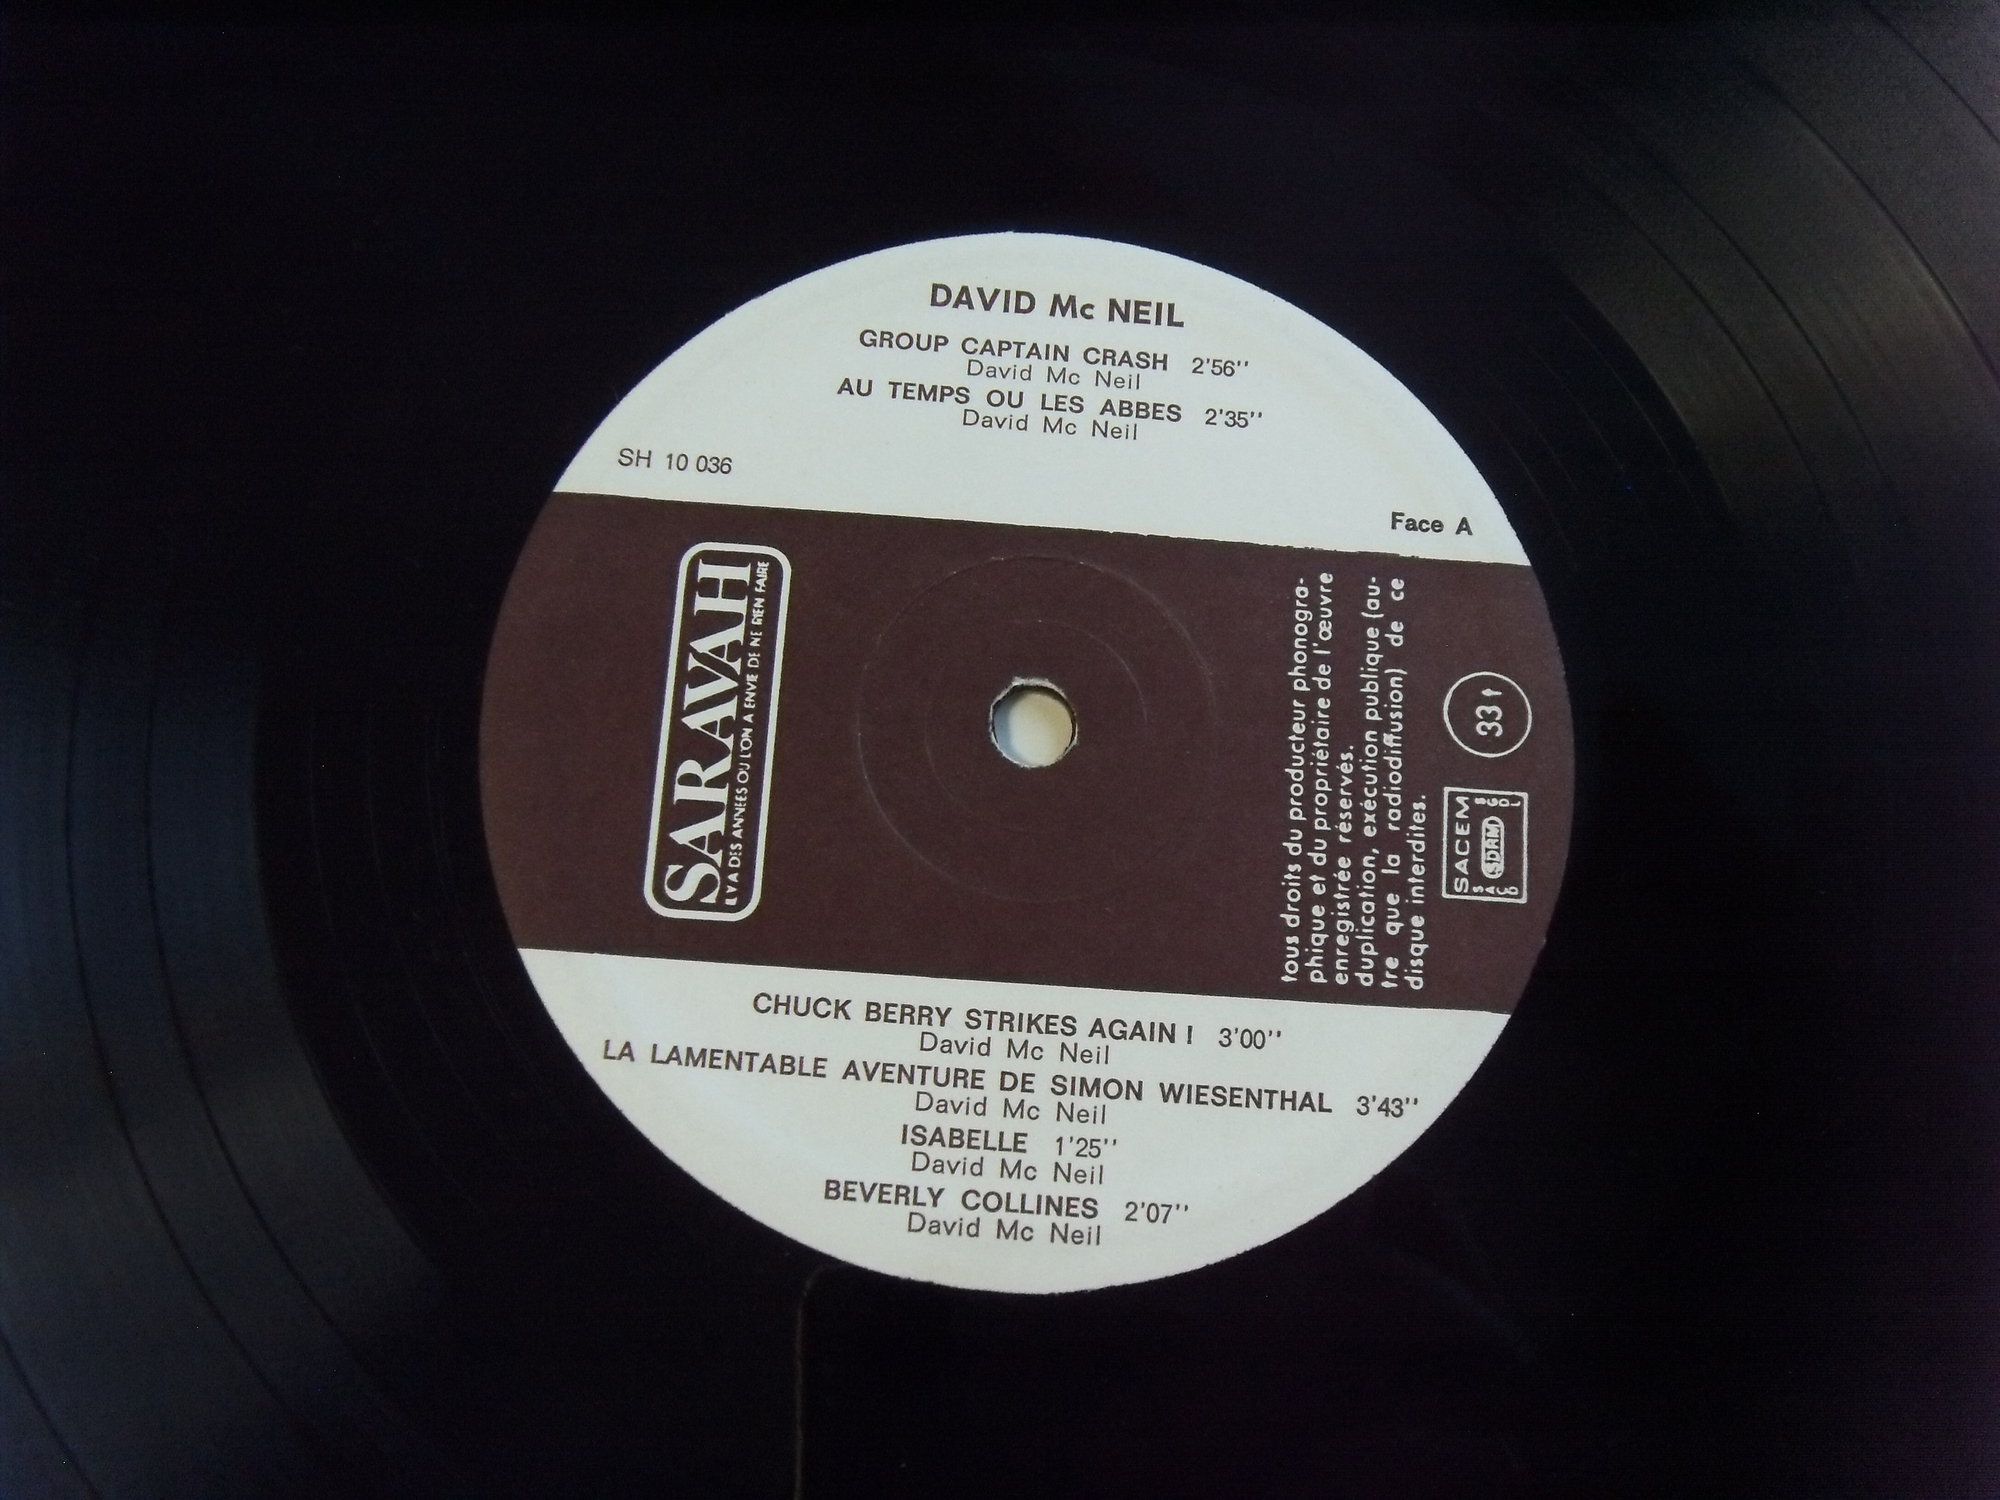 DAVID Mc NEIL
GROUP CAPTAIN CRASH 2'56''
David Mc Neil
AU TEMPS OU LES ABBES 2'35''
David Mc Neil
SH 10 036
Face A
SARAVAH
IL Y A DES ANNEES OU L'ON A ENVIE DE NE RIEN FAIRE
tous droits du producteur phonogra-
phique et du propriétaire de l'œuvre
enregistrée réservés.
duplication, exécution publique (au-
tre que la radiodiffusion) de ce
disque interdites.
33 t
SACEM
SACD
SDRM
SGDL
CHUCK BERRY STRIKES AGAIN ! 3'00''
David Mc Neil
LA LAMENTABLE AVENTURE DE SIMON WIESENTHAL 3'43''
David Mc Neil
ISABELLE 1'25''
David Mc Neil
BEVERLY COLLINES 2'07''
David Mc Neil